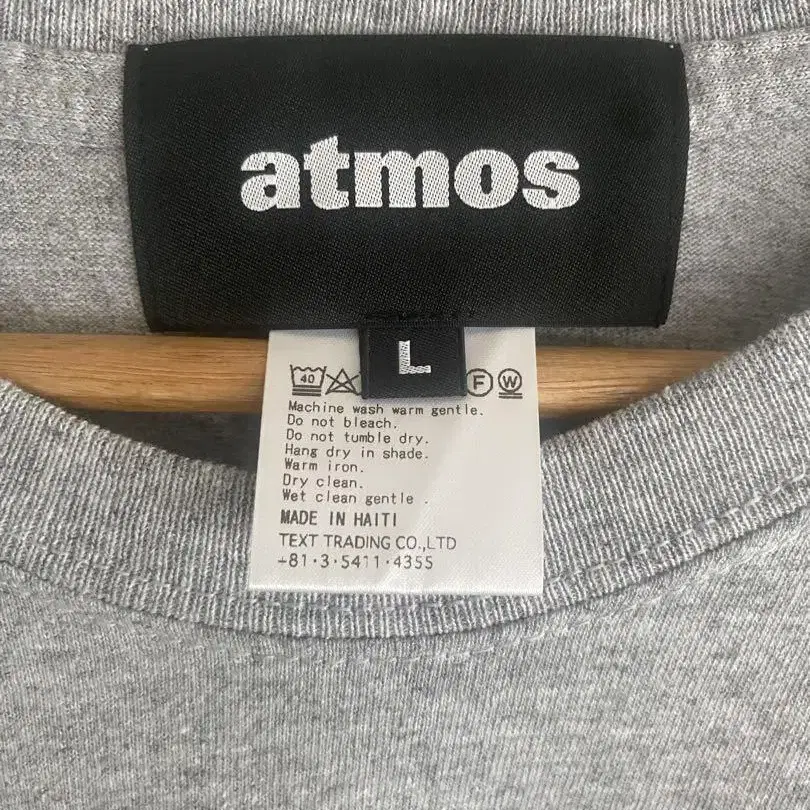 atmos
L
40 F W
Machine wash warm gentle.
Do not bleach.
Do not tumble dry.
Hang dry in shade.
Warm iron.
Dry clean.
Wet clean gentle .
MADE IN HAITI
TEXT TRADING CO.,LTD
+81·3·5411·4355